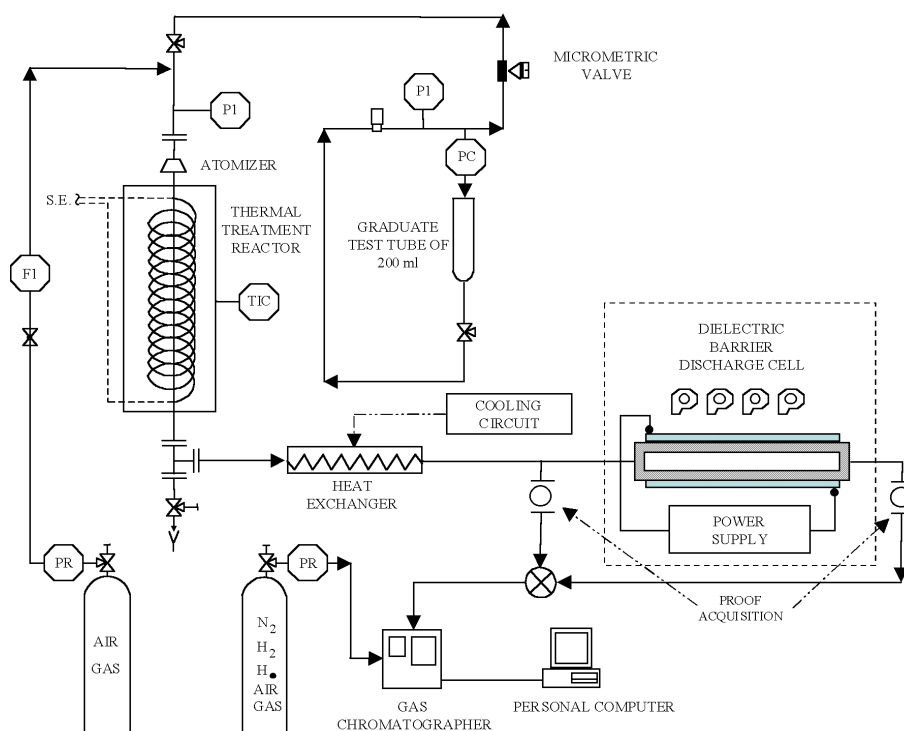 MICROMETRIC
VALVE
P1
P1
PC
ATOMIZER
S.E.
THERMAL
TREATMENT
REACTOR
GRADUATE
TEST TUBE OF
200 ml
F1
TIC
DIELECTRIC
BARRIER
DISCHARGE CELL
COOLING
CIRCUIT
HEAT
EXCHANGER
POWER
SUPPLY
PR
PR
PROOF
ACQUISITION
AIR
GAS
N2
H2
H●
AIR
GAS
GAS
CHROMATOGRAPHER
PERSONAL COMPUTER